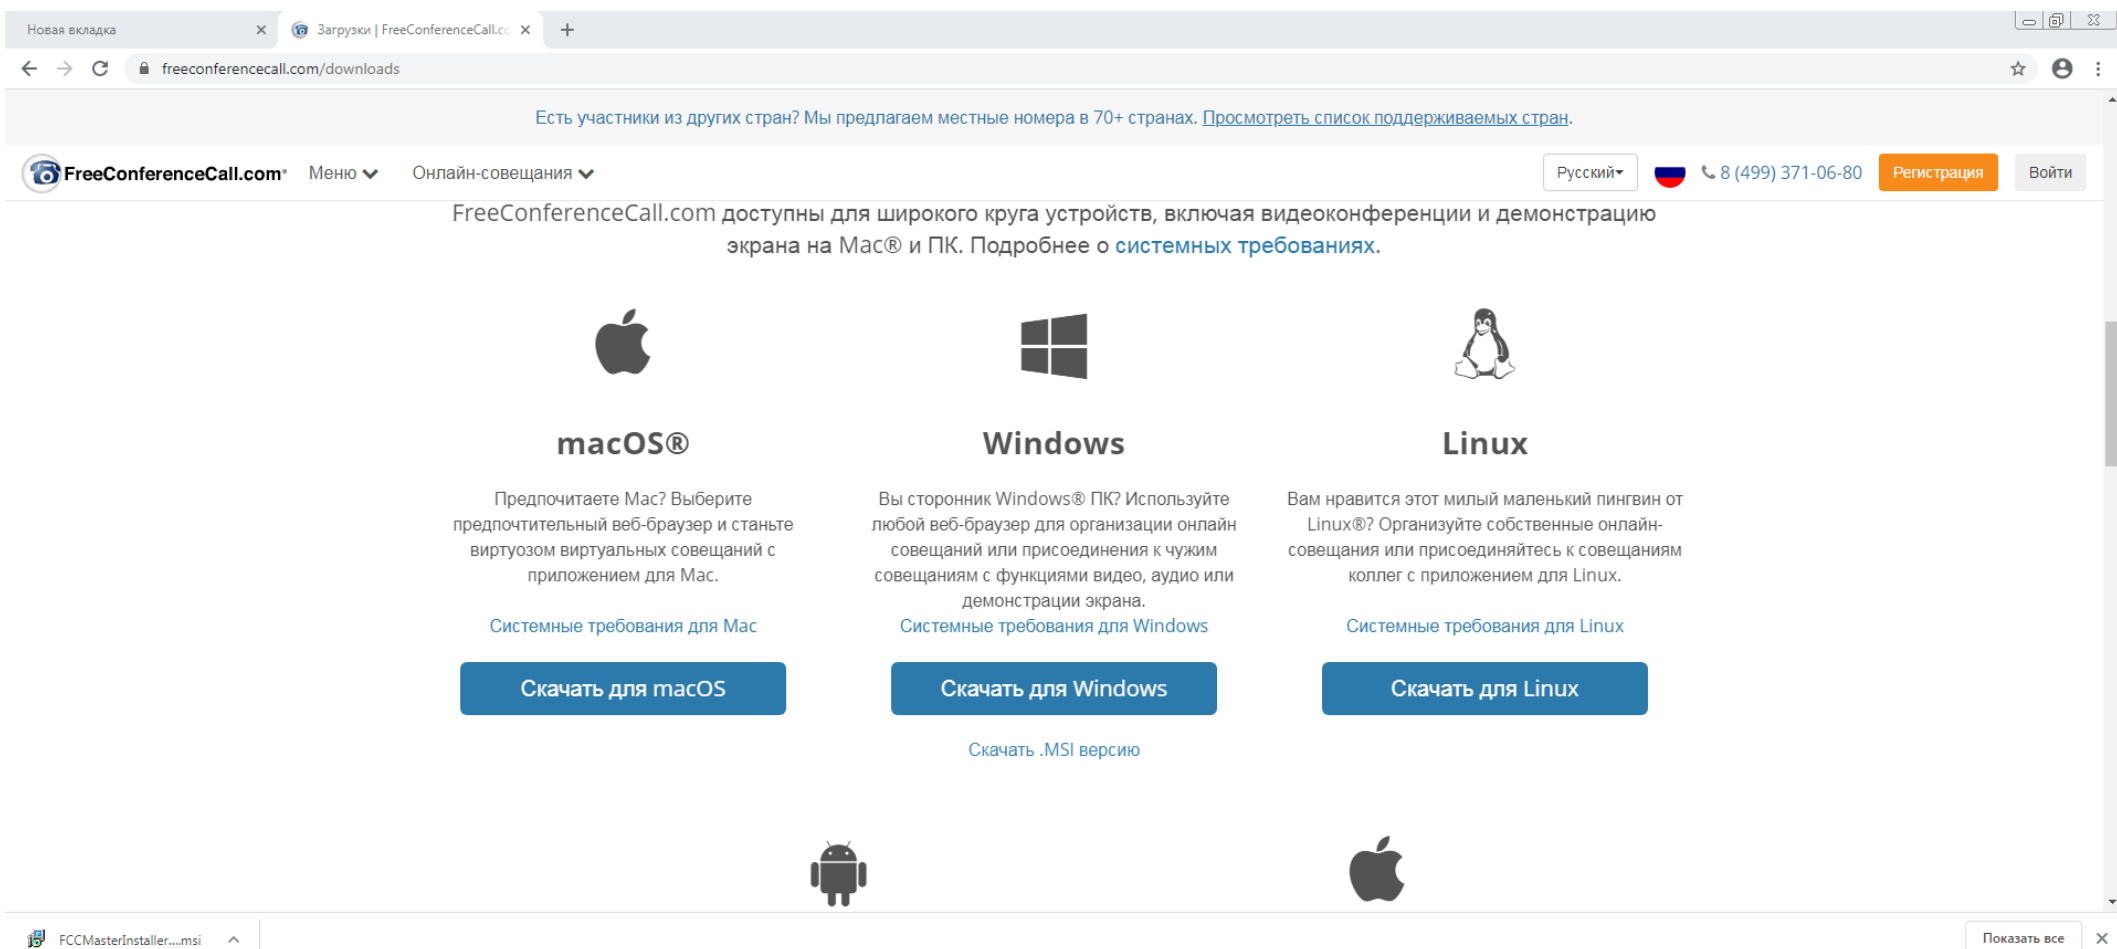 Новая вкладка
Загрузки | FreeConferenceCall.co
freeconferencecall.com/downloads
Есть участники из других стран? Мы предлагаем местные номера в 70+ странах. Просмотреть список поддерживаемых стран.
FreeConferenceCall.com® Меню Онлайн-совещания Русский 8 (499) 371-06-80 Регистрация Войти
FreeConferenceCall.com доступны для широкого круга устройств, включая видеоконференции и демонстрацию
экрана на Mac® и ПК. Подробнее о системных требованиях.
macOS®
Предпочитаете Mac? Выберите
предпочтительный веб-браузер и станьте
виртуозом виртуальных совещаний с
приложением для Mac.
Системные требования для Mac
Скачать для macOS
Windows
Вы сторонник Windows® ПК? Используйте
любой веб-браузер для организации онлайн
совещаний или присоединения к чужим
совещаниям с функциями видео, аудио или
демонстрации экрана.
Системные требования для Windows
Скачать для Windows
Скачать .MSI версию
Linux
Вам нравится этот милый маленький пингвин от
Linux®? Организуйте собственные онлайн-
совещания или присоединяйтесь к совещаниям
коллег с приложением для Linux.
Системные требования для Linux
Скачать для Linux
FCCMasterInstaller....msi
Показать все